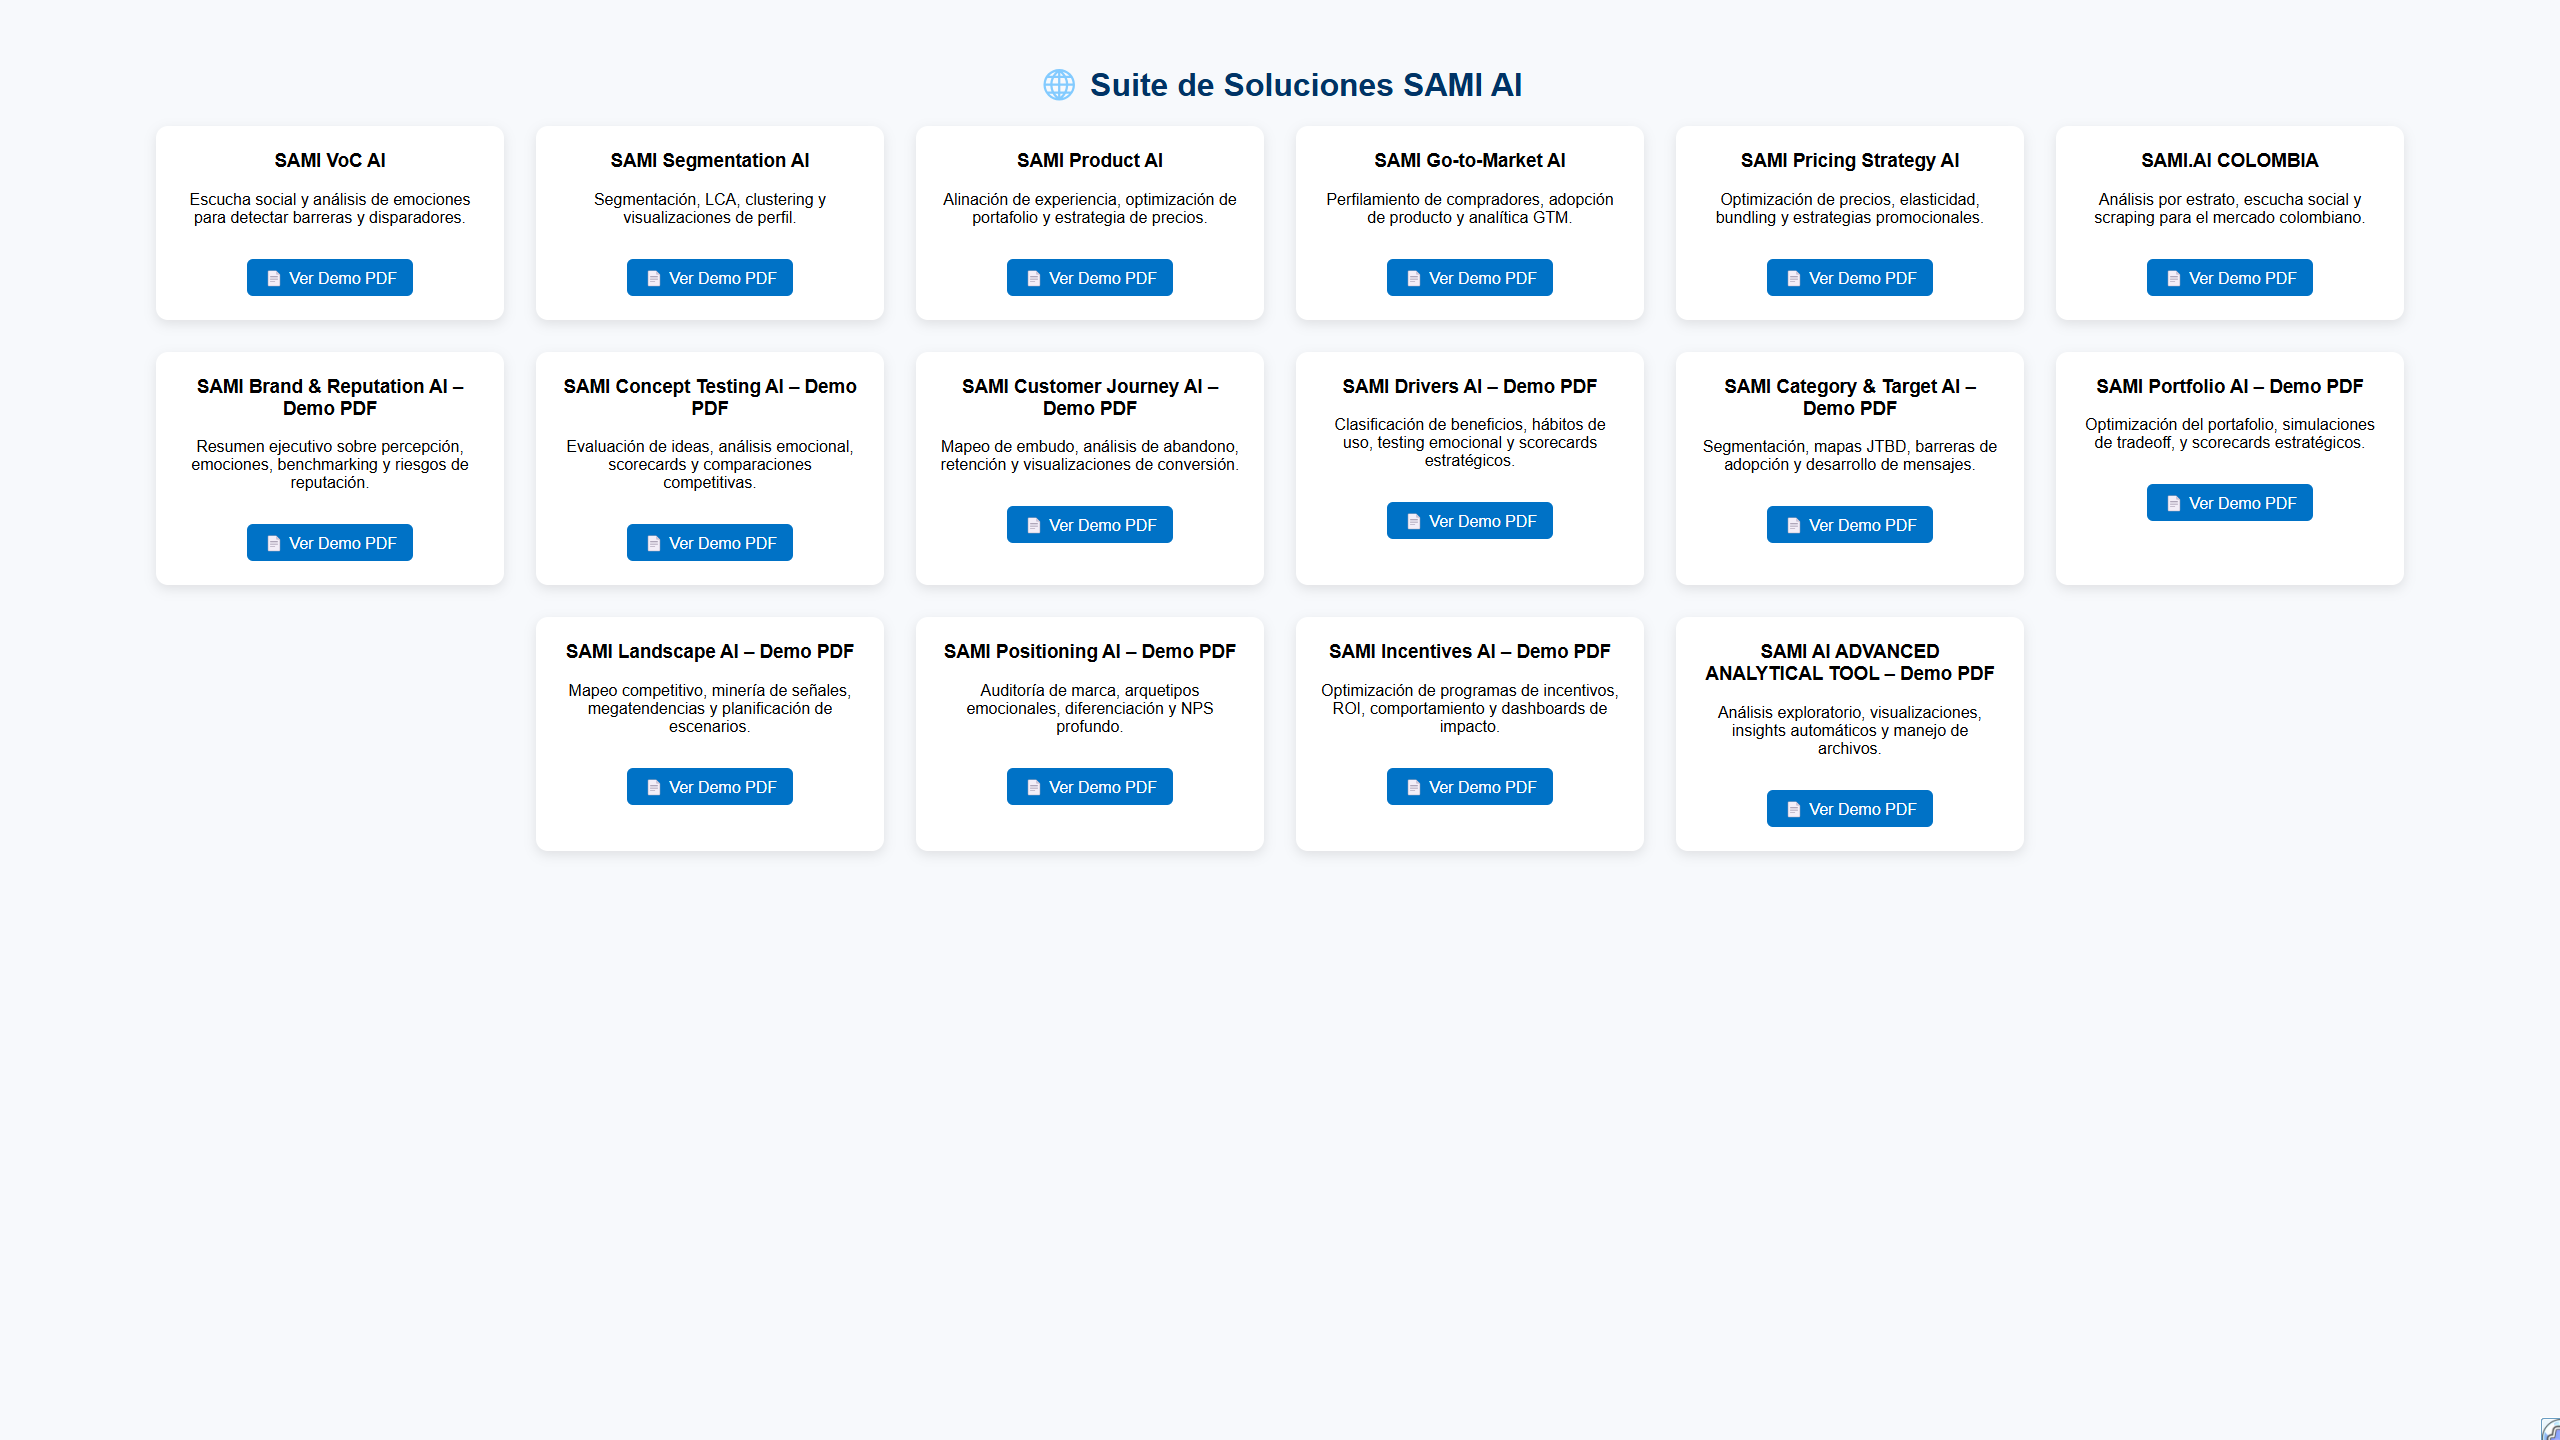 🌐 Suite de Soluciones SAMI AI
SAMI VoC AI
Escucha social y análisis de emociones
para detectar barreras y disparadores.
📄 Ver Demo PDF
SAMI Segmentation AI
Segmentación, LCA, clustering y
visualizaciones de perfil.
📄 Ver Demo PDF
SAMI Product AI
Alinación de experiencia, optimización de
portafolio y estrategia de precios.
📄 Ver Demo PDF
SAMI Go-to-Market AI
Perfilamiento de compradores, adopción
de producto y analítica GTM.
📄 Ver Demo PDF
SAMI Pricing Strategy AI
Optimización de precios, elasticidad,
bundling y estrategias promocionales.
📄 Ver Demo PDF
SAMI.AI COLOMBIA
Análisis por estrato, escucha social y
scraping para el mercado colombiano.
📄 Ver Demo PDF
SAMI Brand & Reputation AI –
Demo PDF
Resumen ejecutivo sobre percepción,
emociones, benchmarking y riesgos de
reputación.
📄 Ver Demo PDF
SAMI Concept Testing AI – Demo
PDF
Evaluación de ideas, análisis emocional,
scorecards y comparaciones
competitivas.
📄 Ver Demo PDF
SAMI Customer Journey AI –
Demo PDF
Mapeo de embudo, análisis de abandono,
retención y visualizaciones de conversión.
📄 Ver Demo PDF
SAMI Drivers AI – Demo PDF
Clasificación de beneficios, hábitos de
uso, testing emocional y scorecards
estratégicos.
📄 Ver Demo PDF
SAMI Category & Target AI –
Demo PDF
Segmentación, mapas JTBD, barreras de
adopción y desarrollo de mensajes.
📄 Ver Demo PDF
SAMI Portfolio AI – Demo PDF
Optimización del portafolio, simulaciones
de tradeoff, y scorecards estratégicos.
📄 Ver Demo PDF
SAMI Landscape AI – Demo PDF
Mapeo competitivo, minería de señales,
megatendencias y planificación de
escenarios.
📄 Ver Demo PDF
SAMI Positioning AI – Demo PDF
Auditoría de marca, arquetipos
emocionales, diferenciación y NPS
profundo.
📄 Ver Demo PDF
SAMI Incentives AI – Demo PDF
Optimización de programas de incentivos,
ROI, comportamiento y dashboards de
impacto.
📄 Ver Demo PDF
SAMI AI ADVANCED
ANALYTICAL TOOL – Demo PDF
Análisis exploratorio, visualizaciones,
insights automáticos y manejo de
archivos.
📄 Ver Demo PDF